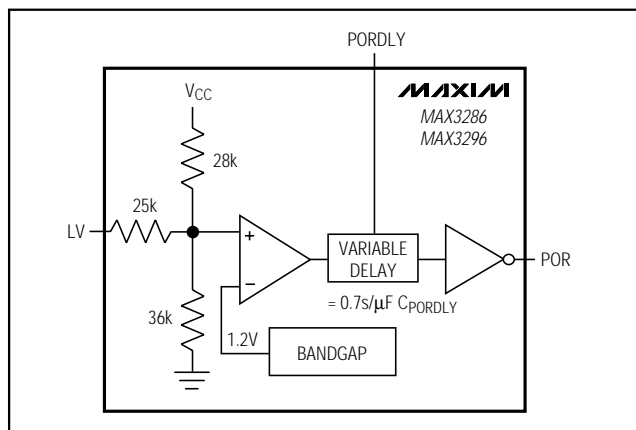 PORDLY
MAXIM
MAX3286
MAX3296
VCC
28k
25k
LV
+
−
VARIABLE
DELAY
POR
= 0.7s/μF CPORDLY
36k
1.2V
BANDGAP